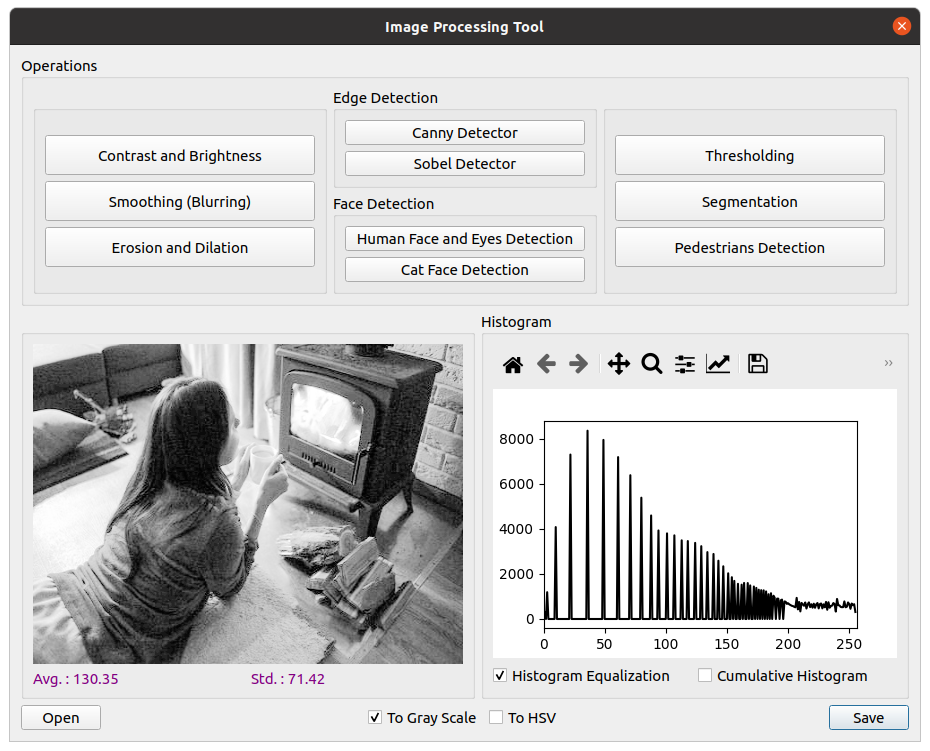 Image Processing Tool
Operations
Edge Detection
Contrast and Brightness
Smoothing (Blurring)
Erosion and Dilation
Canny Detector
Sobel Detector
Face Detection
Human Face and Eyes Detection
Cat Face Detection
Thresholding
Segmentation
Pedestrians Detection
Histogram
8000
6000
4000
2000
0
0 50 100 150 200 250
Avg. : 130.35 Std. : 71.42
Histogram Equalization Cumulative Histogram
Open To Gray Scale To HSV Save